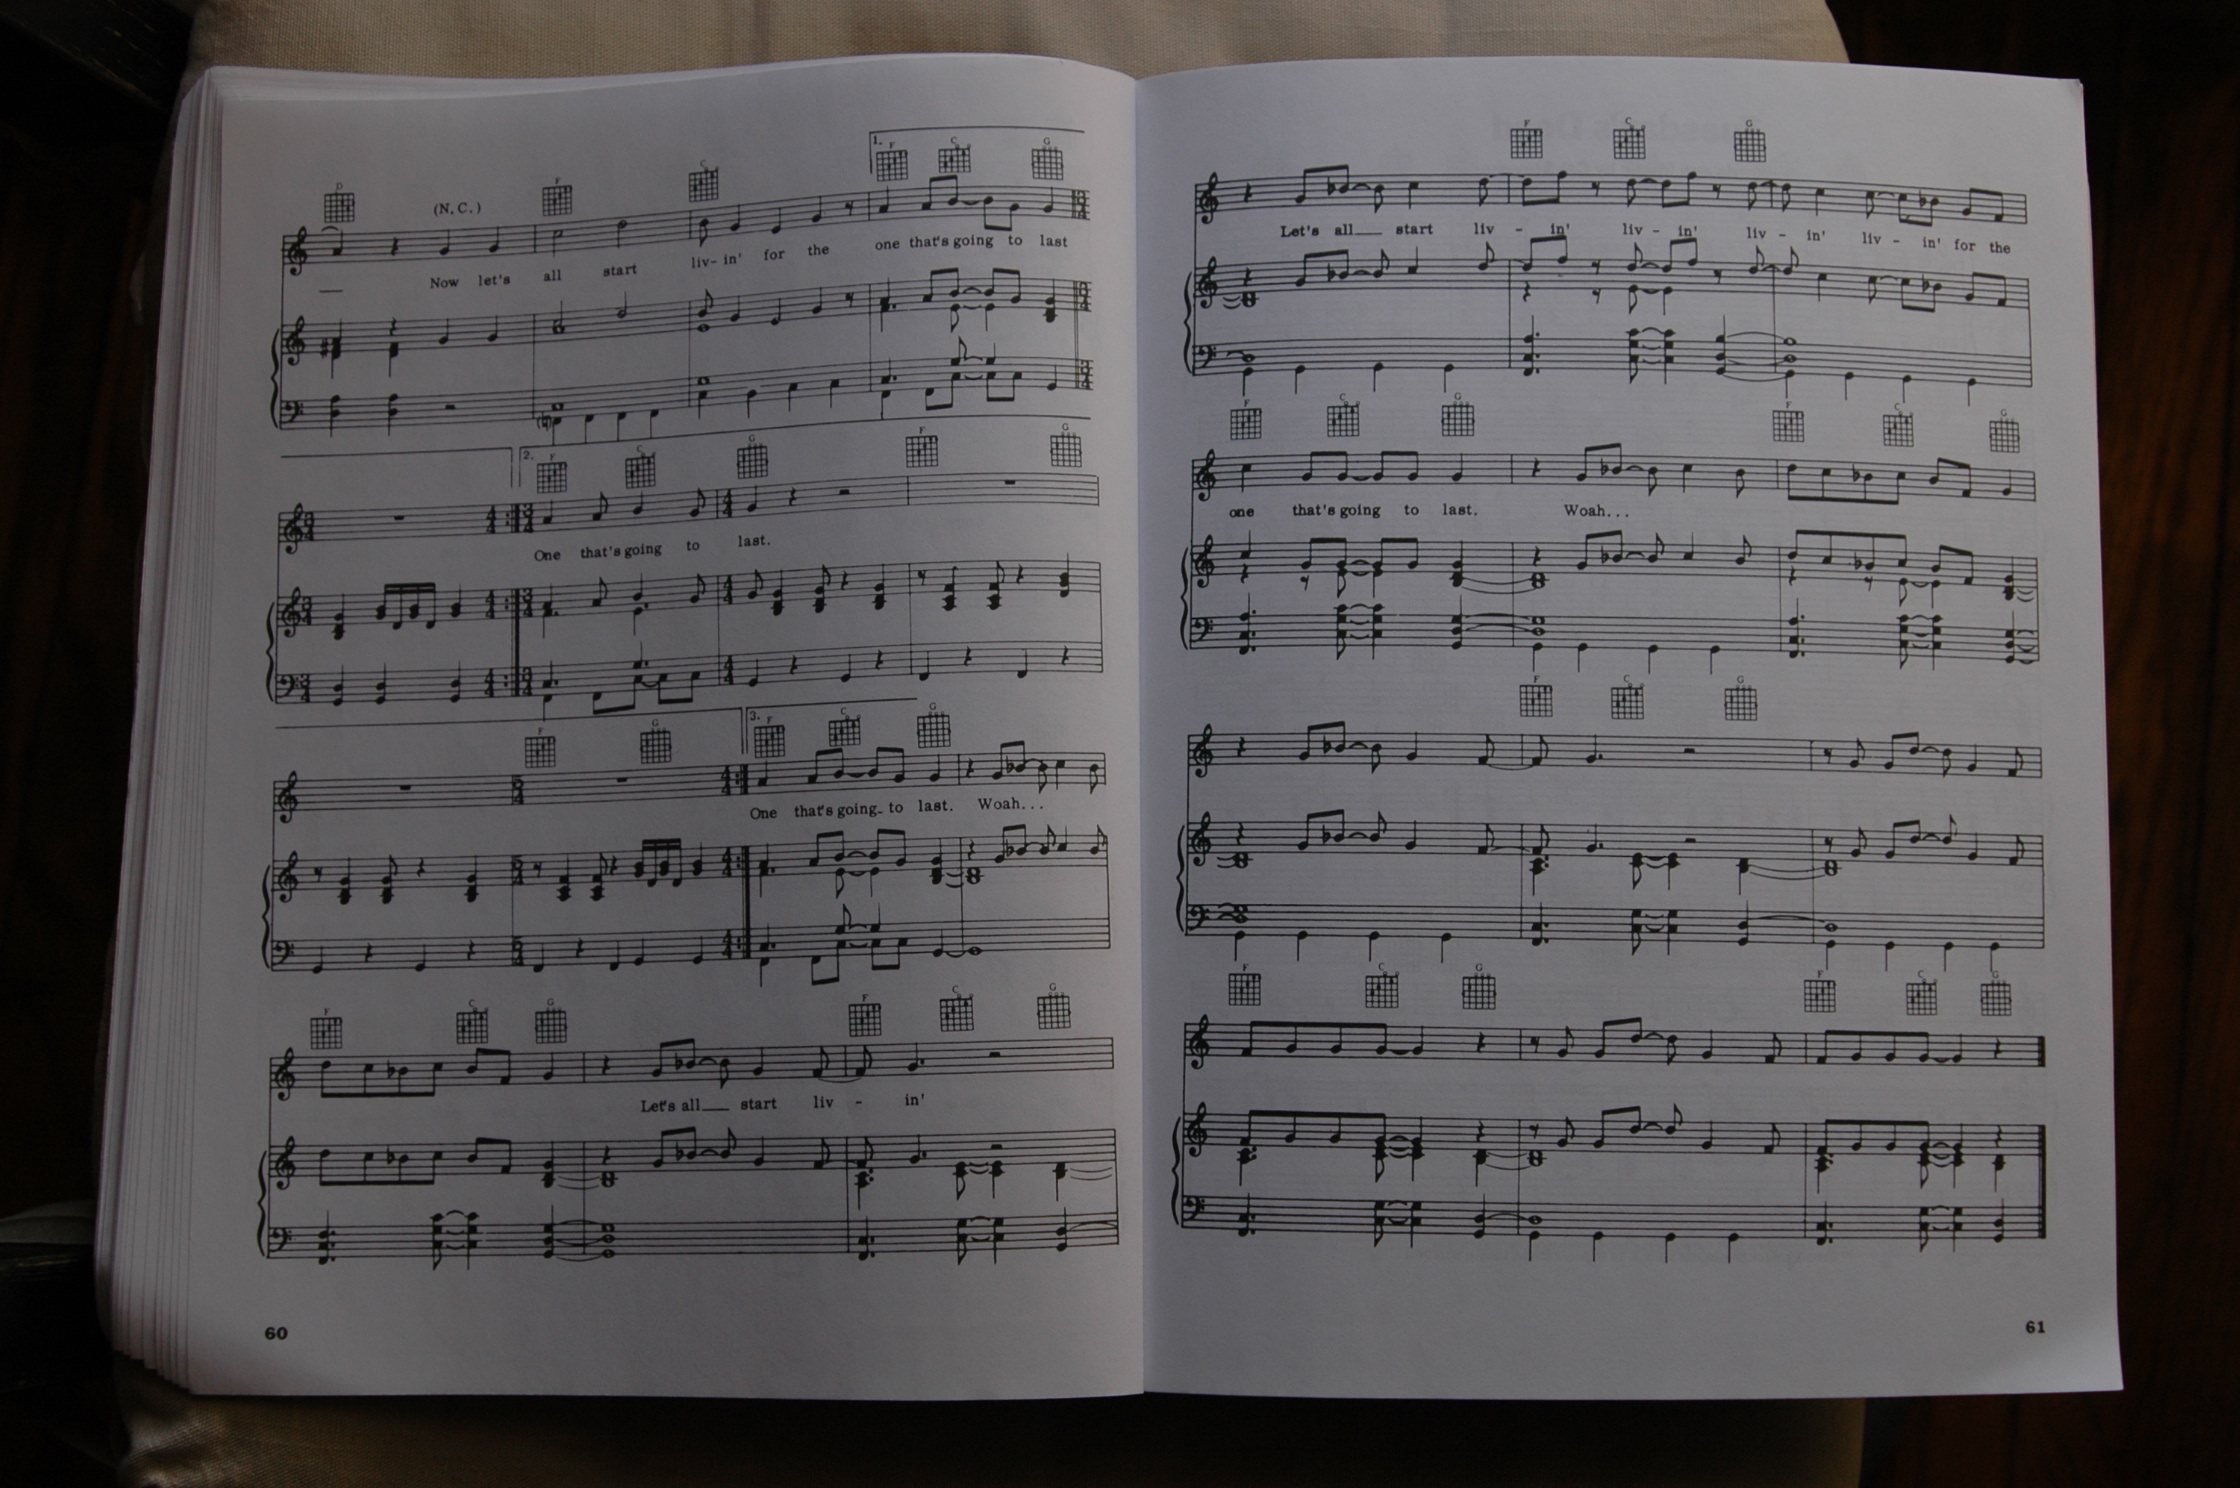 1. F C G
D (N.C.) F C
Now let's all start liv-in' for the one that's going to last
2. F C G F G
One that's going to last.
F G 3. F C G
One that's going to last. Woah...
F C G F C G
Let's all start liv - in'
60
F C G
Let's all start liv - in' liv - in' liv - in' liv - in' for the
F C G F C G
one that's going to last. Woah...
F C G
F C G F C G
61